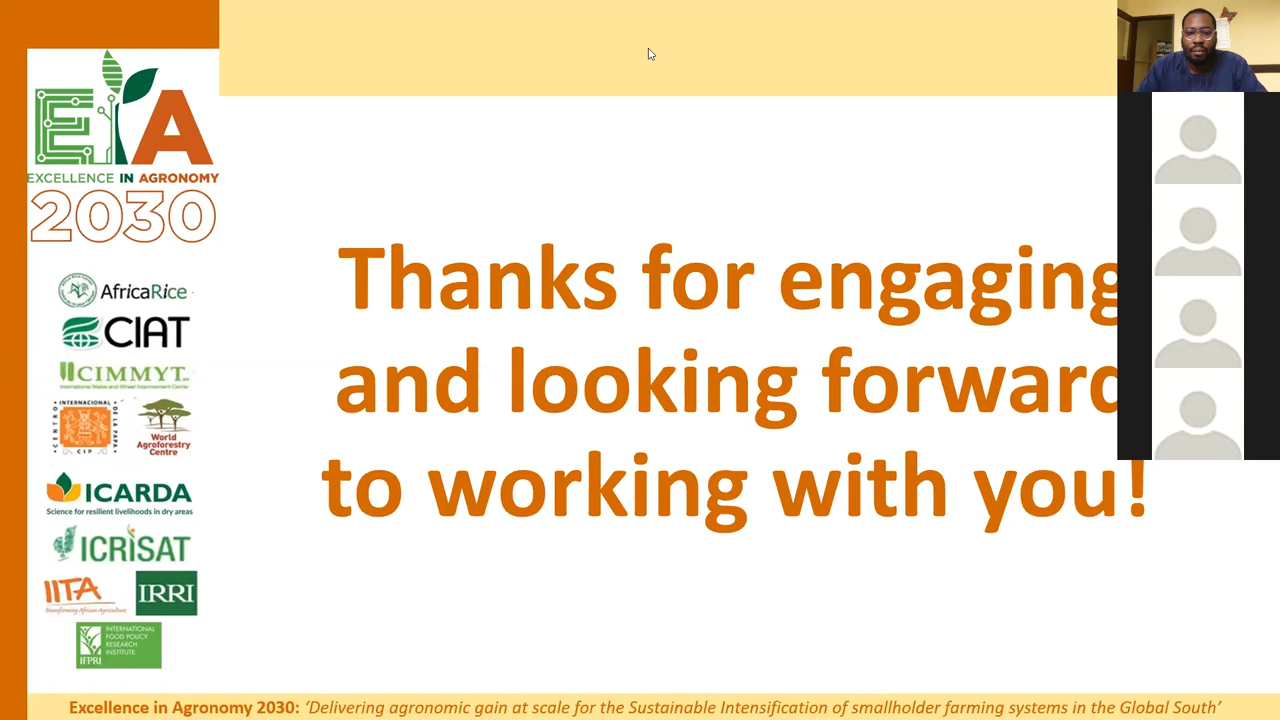 EiA
EXCELLENCE IN AGRONOMY
2030
AfricaRice
CIAT
CIMMYT
International Maize and Wheat Improvement Center
CENTRO INTERNACIONAL DE LA PAPA
CIP
World
Agroforestry
Centre
ICARDA
Science for resilient livelihoods in dry areas
ICRISAT
IITA
Transforming African Agriculture
IRRI
INTERNATIONAL
FOOD POLICY
RESEARCH
INSTITUTE
IFPRI
Thanks for engaging
and looking forward
to working with you!
Excellence in Agronomy 2030: ‘Delivering agronomic gain at scale for the Sustainable Intensification of smallholder farming systems in the Global South’